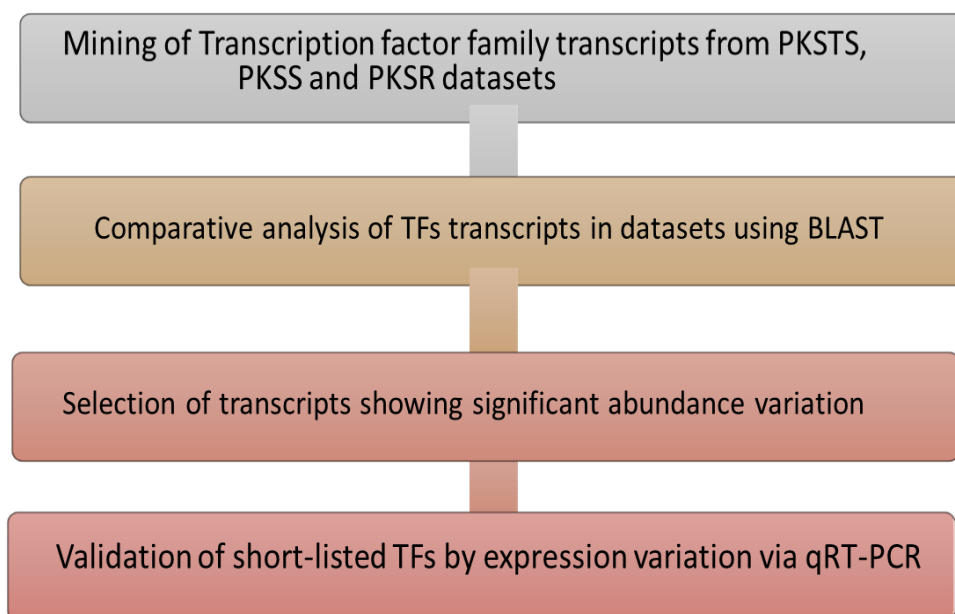 Mining of Transcription factor family transcripts from PKSTS,
PKSS and PKSR datasets
Comparative analysis of TFs transcripts in datasets using BLAST
Selection of transcripts showing significant abundance variation
Validation of short-listed TFs by expression variation via qRT-PCR